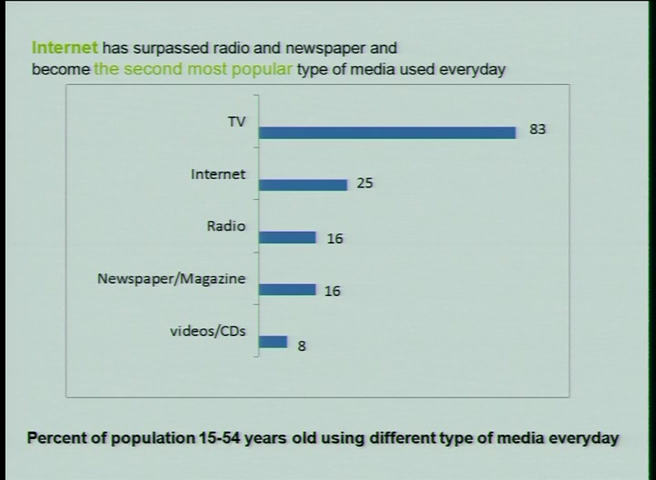 Internet has surpassed radio and newspaper and
become the second most popular type of media used everyday
TV 83
Internet 25
Radio 16
Newspaper/Magazine 16
videos/CDs 8
Percent of population 15-54 years old using different type of media everyday